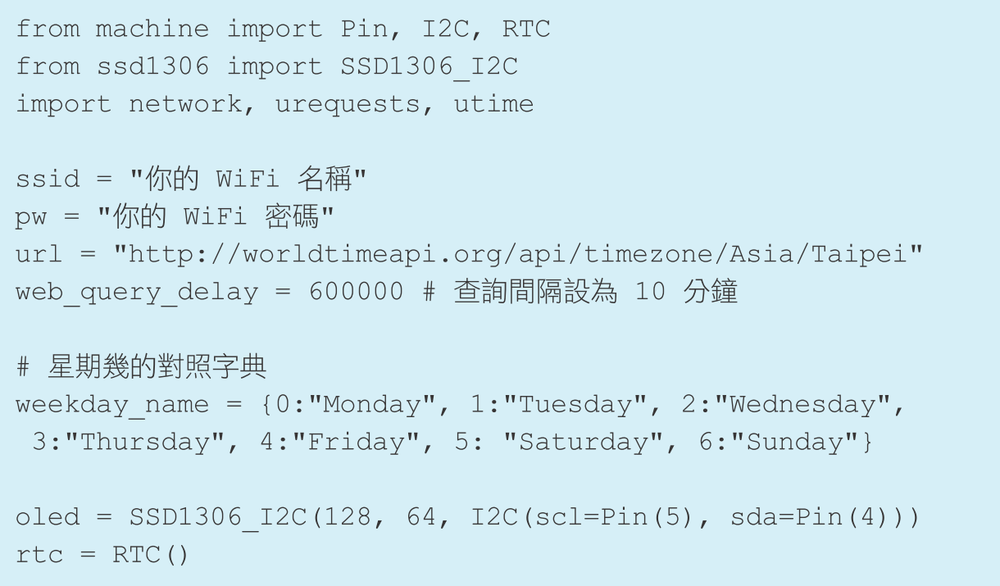 from machine import Pin, I2C, RTC
from ssd1306 import SSD1306_I2C
import network, urequests, utime
ssid = "你的 WiFi 名稱"
pw = "你的 WiFi 密碼"
url = "http://worldtimeapi.org/api/timezone/Asia/Taipei"
web_query_delay = 600000 # 查詢間隔設為 10 分鐘
# 星期幾的對照字典
weekday_name = {0:"Monday", 1:"Tuesday", 2:"Wednesday",
 3:"Thursday", 4:"Friday", 5: "Saturday", 6:"Sunday"}
oled = SSD1306_I2C(128, 64, I2C(scl=Pin(5), sda=Pin(4)))
rtc = RTC()